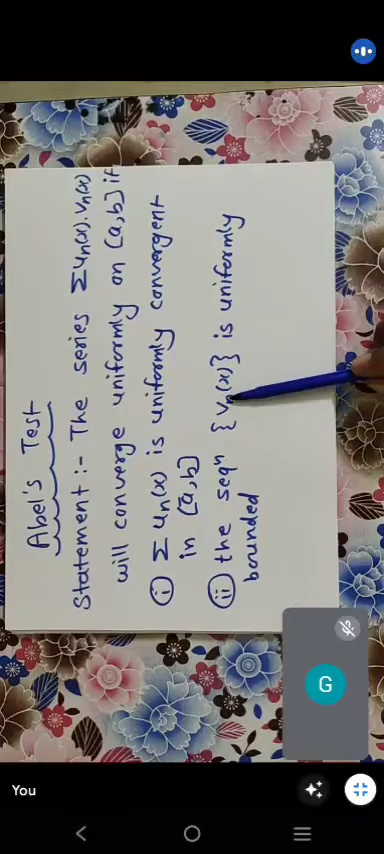 Abel's Test
Statement :- The series Σ un(x). vn(x)
will converge uniformly on [a,b] if
(i) Σ un(x) is uniformly convergent
in [a,b]
(ii) the seqn { vn(x)} is uniformly
bounded
G
You